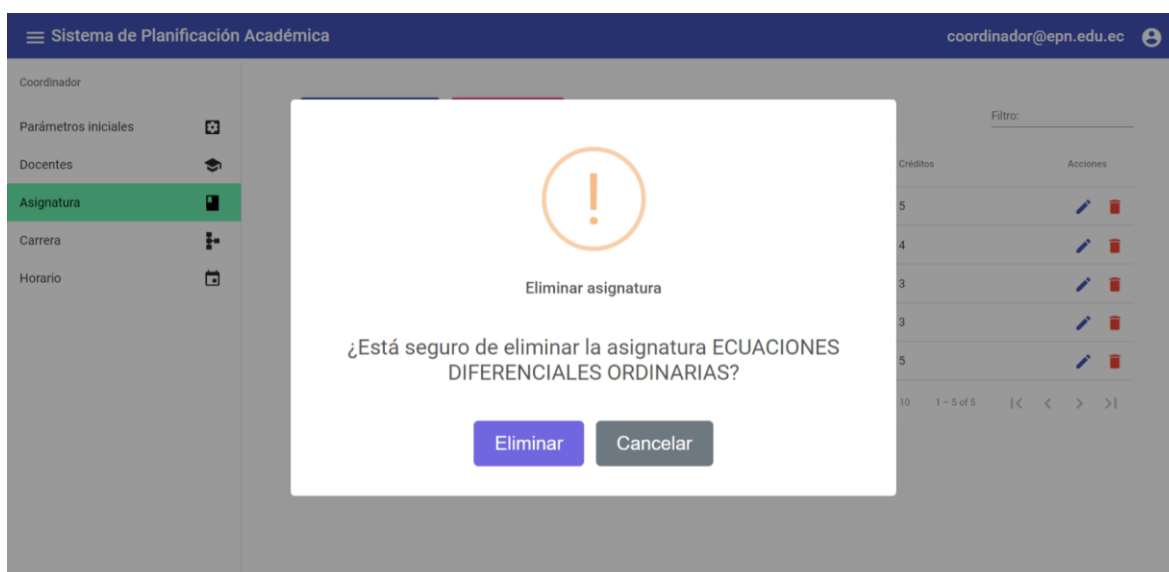 Sistema de Planificación Académica
coordinador@epn.edu.ec
Coordinador
Parámetros iniciales
Docentes
Asignatura
Carrera
Horario
Filtro:
Créditos
Acciones
5
4
3
3
5
10
1 – 5 of 5
!
Eliminar asignatura
¿Está seguro de eliminar la asignatura ECUACIONES
DIFERENCIALES ORDINARIAS?
Eliminar
Cancelar